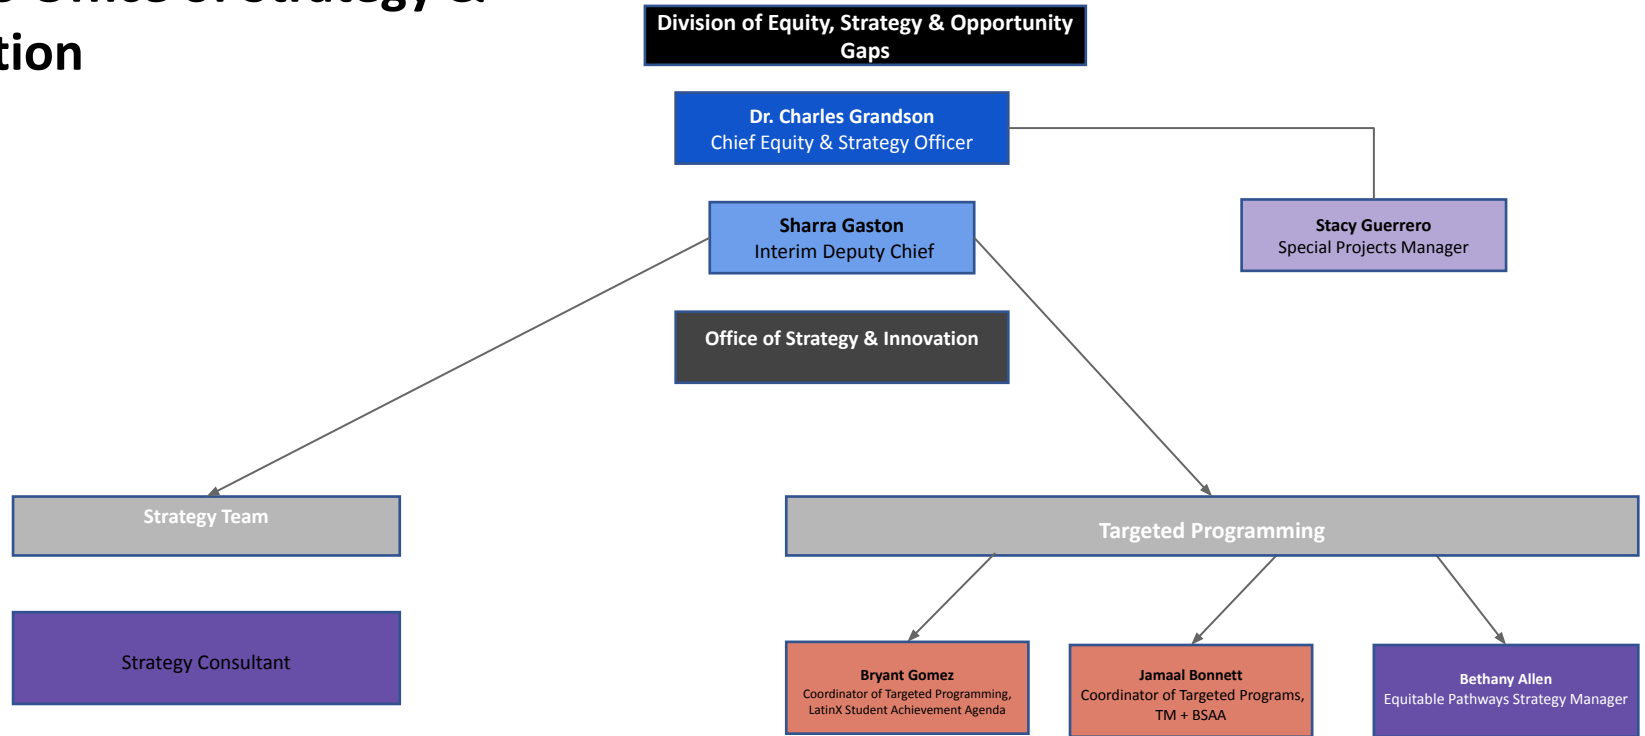 Office of Strategy &
Division of Equity, Strategy & Opportunity
Gaps
Dr. Charles Grandson
Chief Equity & Strategy Officer
Sharra Gaston
Interim Deputy Chief
Stacy Guerrero
Special Projects Manager
Office of Strategy & Innovation
Strategy Team
Targeted Programming
Strategy Consultant
Bryant Gomez
Coordinator of Targeted Programming,
LatinX Student Achievement Agenda
Jamaal Bonnett
Coordinator of Targeted Programs,
TM + BSAA
Bethany Allen
Equitable Pathways Strategy Manager